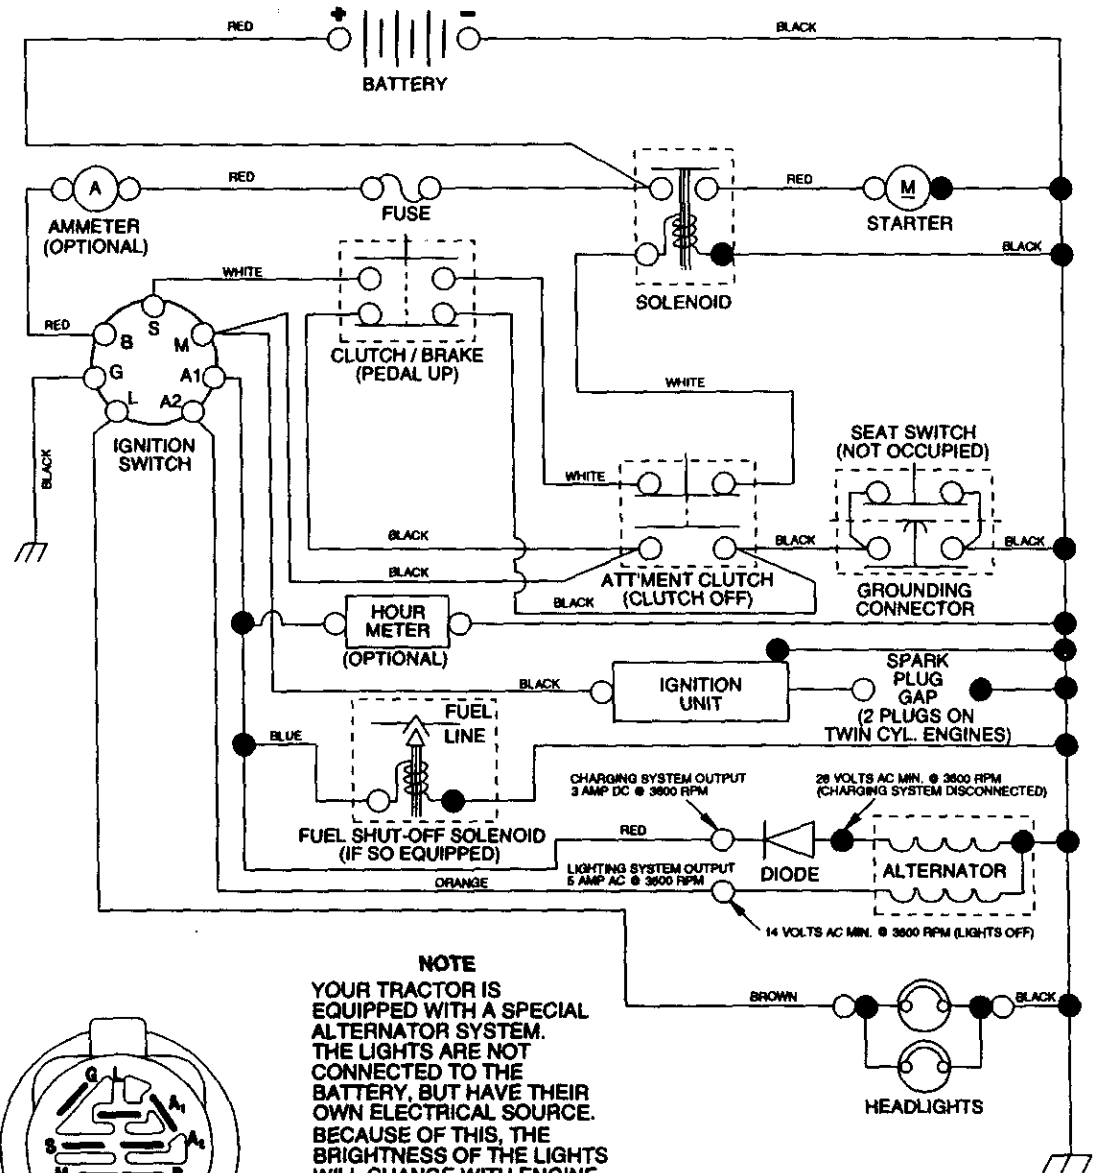 + –
RED
BLACK
BATTERY
A
RED
RED
M
AMMETER
(OPTIONAL)
FUSE
STARTER
WHITE
BLACK
SOLENOID
RED
B
S
M
G
A1
L
A2
CLUTCH / BRAKE
(PEDAL UP)
IGNITION
SWITCH
BLACK
WHITE
SEAT SWITCH
(NOT OCCUPIED)
WHITE
BLACK
BLACK
BLACK
BLACK
ATT'MENT CLUTCH
(CLUTCH OFF)
BLACK
GROUNDING
CONNECTOR
HOUR
METER
(OPTIONAL)
BLACK
IGNITION
UNIT
SPARK
PLUG
GAP
(2 PLUGS ON
TWIN CYL. ENGINES)
BLUE
FUEL
LINE
FUEL SHUT-OFF SOLENOID
(IF SO EQUIPPED)
CHARGING SYSTEM OUTPUT
3 AMP DC @ 3600 RPM
28 VOLTS AC MIN. @ 3600 RPM
(CHARGING SYSTEM DISCONNECTED)
RED
DIODE
ALTERNATOR
LIGHTING SYSTEM OUTPUT
5 AMP AC @ 3600 RPM
ORANGE
14 VOLTS AC MIN. @ 3600 RPM (LIGHTS OFF)
BROWN
BLACK
HEADLIGHTS
NOTE
YOUR TRACTOR IS
EQUIPPED WITH A SPECIAL
ALTERNATOR SYSTEM.
THE LIGHTS ARE NOT
CONNECTED TO THE
BATTERY, BUT HAVE THEIR
OWN ELECTRICAL SOURCE.
BECAUSE OF THIS, THE
BRIGHTNESS OF THE LIGHTS
WILL CHANGE WITH ENGINE
G L
A1
A2
S
M B